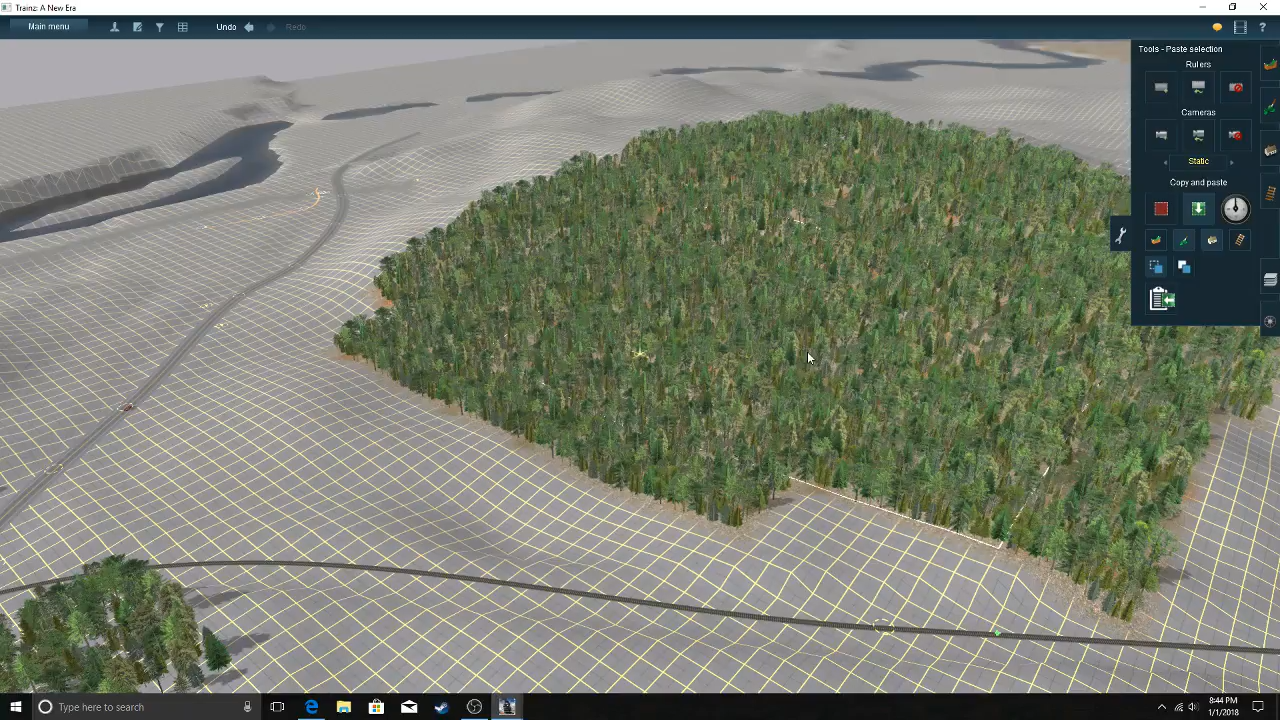 Trainz: A New Era
Main menu
Undo
Redo
Tools - Paste selection
Rulers
Cameras
Static
Copy and paste
Type here to search
8:44 PM
1/1/2018